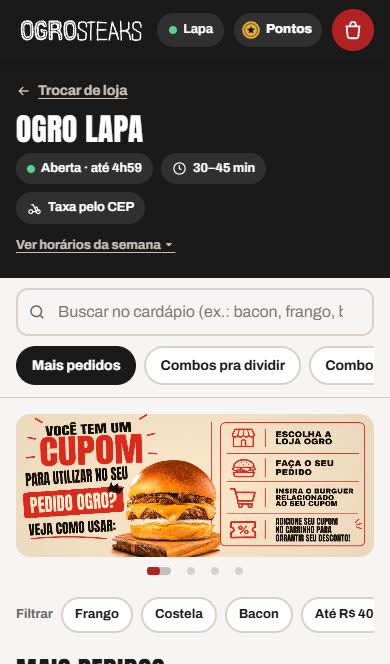 OGROSTEAKS
Lapa
Pontos
← Trocar de loja
OGRO LAPA
Aberta · até 4h59
30–45 min
Taxa pelo CEP
Ver horários da semana
Buscar no cardápio (ex.: bacon, frango, b
Mais pedidos
Combos pra dividir
Combo
VOCÊ TEM UM
CUPOM
PARA UTILIZAR NO SEU
PEDIDO OGRO?
VEJA COMO USAR:
ESCOLHA A
LOJA OGRO
FAÇA O SEU
PEDIDO
INSIRA O BURGUER
RELACIONADO
AO SEU CUPOM
ADICIONE SEU CUPOM
NO CARRINHO PARA
GARANTIR SEU DESCONTO!
Filtrar
Frango
Costela
Bacon
Até R$ 40
MAIS PEDIDOS